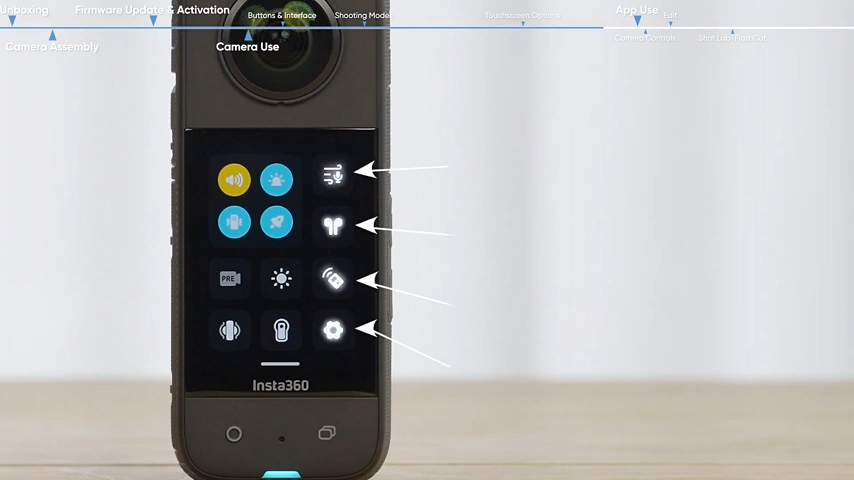 Unboxing
Firmware Update & Activation
Buttons & Interface
Shooting Model
Touchscreen Options
App Use
Edit
Camera Assembly
Camera Use
Camera Controls
Shot Lab-FlashCut
PRE
Insta360